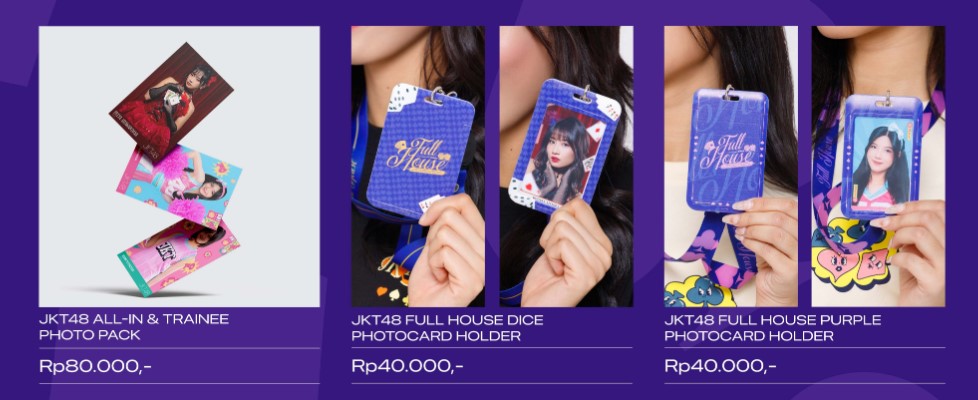 Full
House
Full
House
JKT48 ALL-IN & TRAINEE
PHOTO PACK
Rp80.000,-
JKT48 FULL HOUSE DICE
PHOTOCARD HOLDER
Rp40.000,-
JKT48 FULL HOUSE PURPLE
PHOTOCARD HOLDER
Rp40.000,-